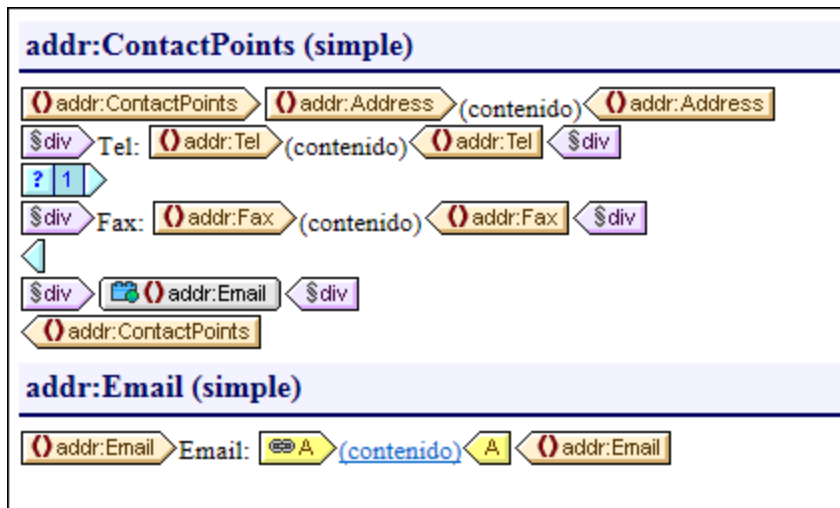 addr:ContactPoints (simple)
() addr:ContactPoints () addr:Address (contenido) () addr:Address
§div Tel: () addr:Tel (contenido) () addr:Tel §div
? 1
§div Fax: () addr:Fax (contenido) () addr:Fax §div
§div () addr:Email §div
() addr:ContactPoints
addr:Email (simple)
() addr:Email Email: A (contenido) A () addr:Email